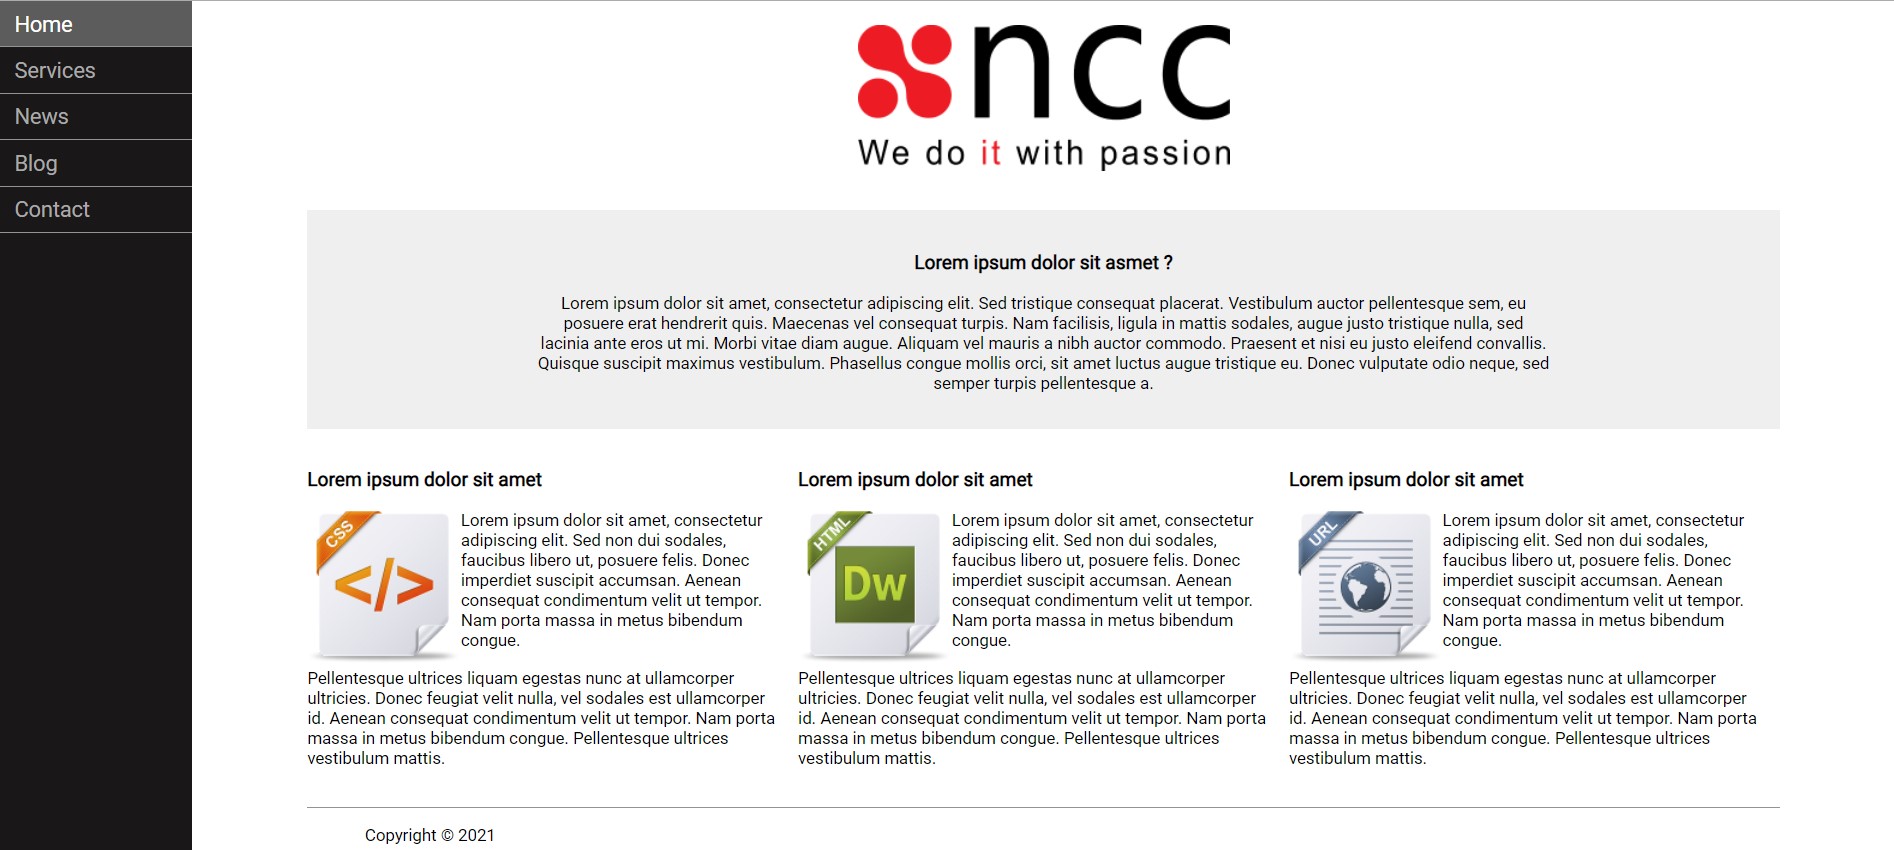 Home
Services
News
Blog
Contact
ncc
We do it with passion
Lorem ipsum dolor sit asmet ?
Lorem ipsum dolor sit amet, consectetur adipiscing elit. Sed tristique consequat placerat. Vestibulum auctor pellentesque sem, eu
posuere erat hendrerit quis. Maecenas vel consequat turpis. Nam facilisis, ligula in mattis sodales, augue justo tristique nulla, sed
lacinia ante eros ut mi. Morbi vitae diam augue. Aliquam vel mauris a nibh auctor commodo. Praesent et nisi eu justo eleifend convallis.
Quisque suscipit maximus vestibulum. Phasellus congue mollis orci, sit amet luctus augue tristique eu. Donec vulputate odio neque, sed
semper turpis pellentesque a.
Lorem ipsum dolor sit amet
CSS
</>
Lorem ipsum dolor sit amet, consectetur
adipiscing elit. Sed non dui sodales,
faucibus libero ut, posuere felis. Donec
imperdiet suscipit accumsan. Aenean
consequat condimentum velit ut tempor.
Nam porta massa in metus bibendum
congue.
Pellentesque ultrices liquam egestas nunc at ullamcorper
ultricies. Donec feugiat velit nulla, vel sodales est ullamcorper
id. Aenean consequat condimentum velit ut tempor. Nam porta
massa in metus bibendum congue. Pellentesque ultrices
vestibulum mattis.
Lorem ipsum dolor sit amet
HTML
Dw
Lorem ipsum dolor sit amet, consectetur
adipiscing elit. Sed non dui sodales,
faucibus libero ut, posuere felis. Donec
imperdiet suscipit accumsan. Aenean
consequat condimentum velit ut tempor.
Nam porta massa in metus bibendum
congue.
Pellentesque ultrices liquam egestas nunc at ullamcorper
ultricies. Donec feugiat velit nulla, vel sodales est ullamcorper
id. Aenean consequat condimentum velit ut tempor. Nam porta
massa in metus bibendum congue. Pellentesque ultrices
vestibulum mattis.
Lorem ipsum dolor sit amet
URL
Lorem ipsum dolor sit amet, consectetur
adipiscing elit. Sed non dui sodales,
faucibus libero ut, posuere felis. Donec
imperdiet suscipit accumsan. Aenean
consequat condimentum velit ut tempor.
Nam porta massa in metus bibendum
congue.
Pellentesque ultrices liquam egestas nunc at ullamcorper
ultricies. Donec feugiat velit nulla, vel sodales est ullamcorper
id. Aenean consequat condimentum velit ut tempor. Nam porta
massa in metus bibendum congue. Pellentesque ultrices
vestibulum mattis.
Copyright © 2021